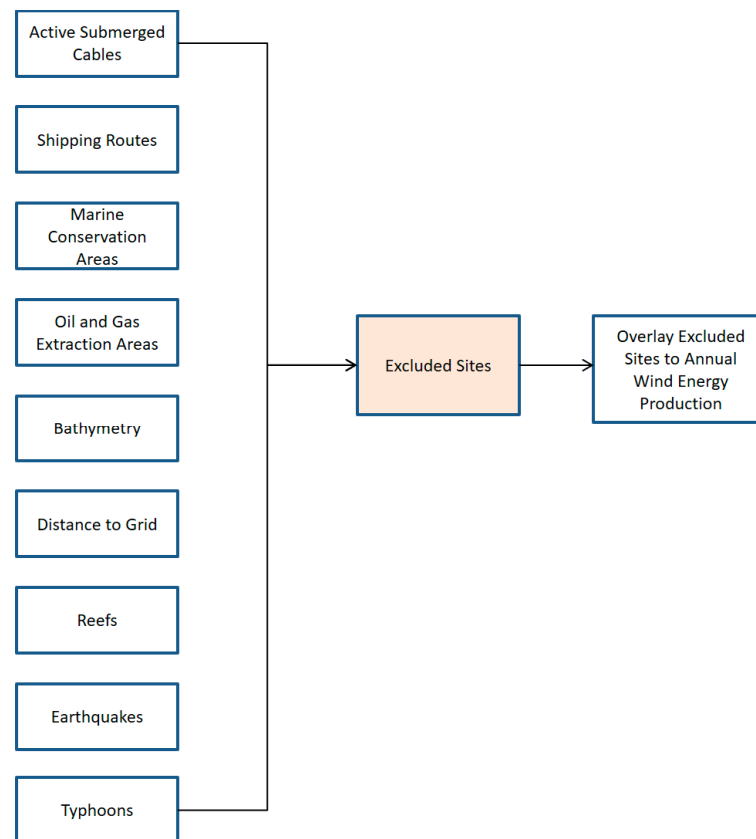 Active Submerged
Cables
Shipping Routes
Marine
Conservation
Areas
Oil and Gas
Extraction Areas
Bathymetry
Distance to Grid
Reefs
Earthquakes
Typhoons
Excluded Sites
Overlay Excluded
Sites to Annual
Wind Energy
Production